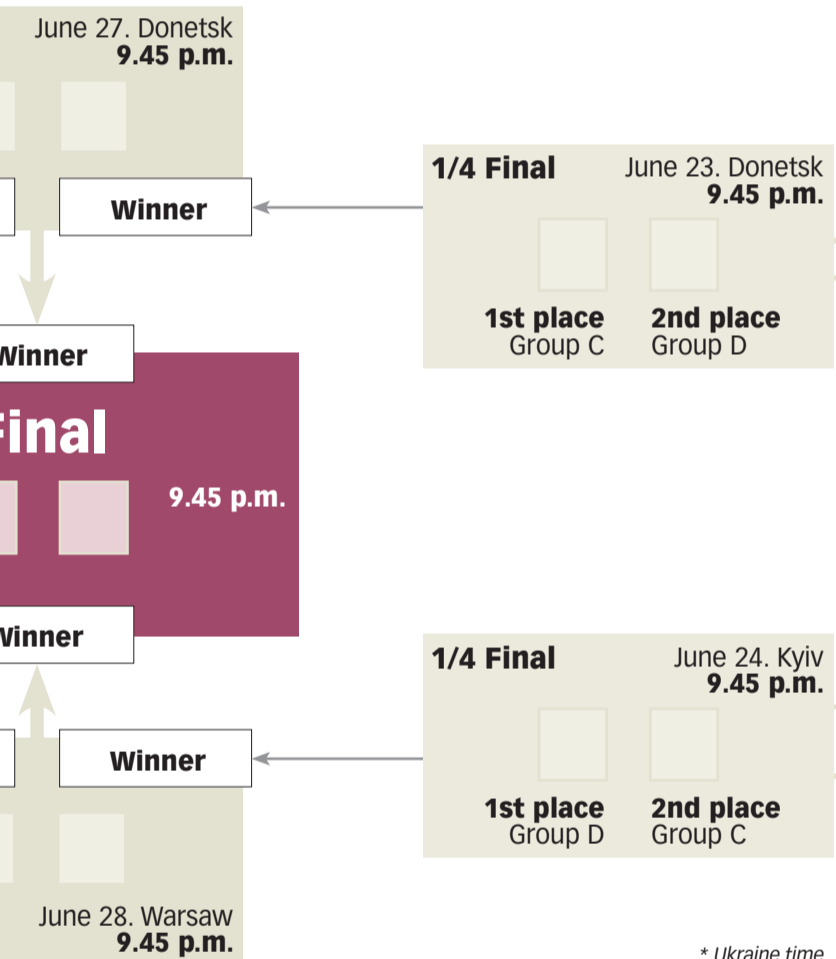 June 27. Donetsk
9.45 p.m.
Winner
1/4 Final
June 23. Donetsk
9.45 p.m.
1st place
2nd place
Group C
Group D
Winner
Final
9.45 p.m.
Winner
1/4 Final
June 24. Kyiv
9.45 p.m.
Winner
1st place
2nd place
Group D
Group C
June 28. Warsaw
9.45 p.m.
* Ukraine time